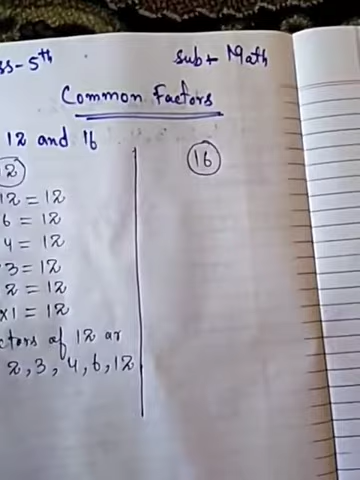 ss-5th sub+ Math
Common Factors
12 and 16
12 16
12 = 12
6 = 12
4 = 12
3 = 12
2 = 12
x1 = 12
ctors of 12 ar
2, 3, 4, 6, 12